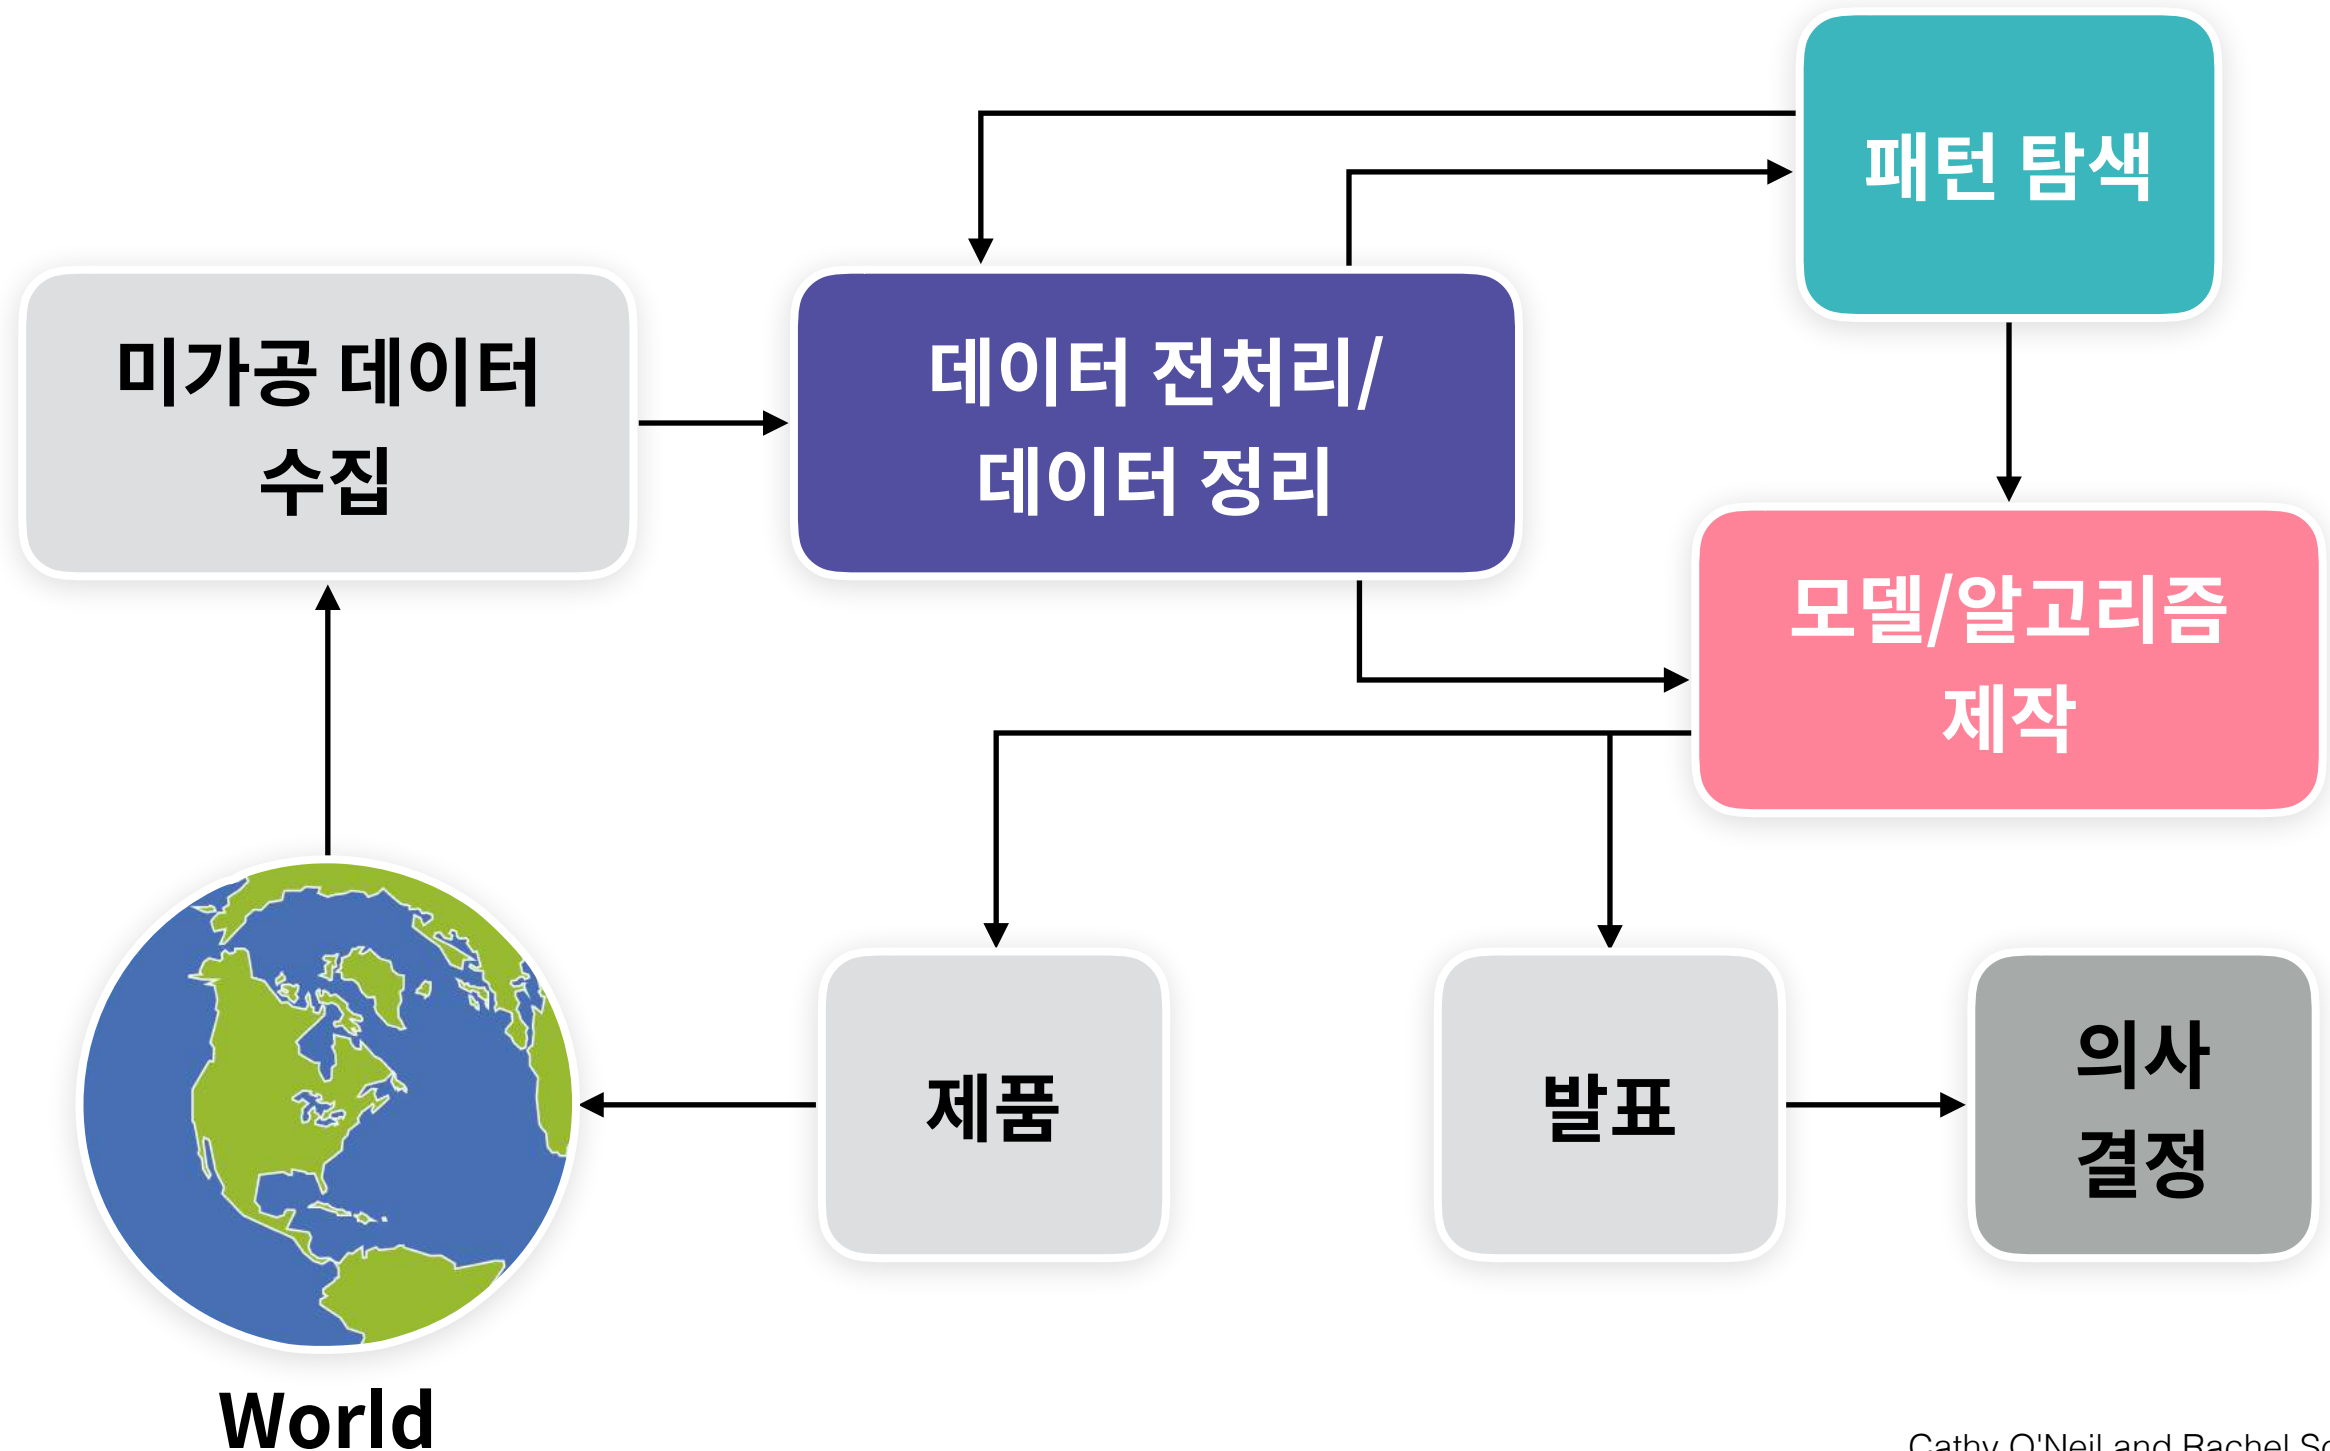 패턴 탐색
미가공 데이터
수집
데이터 전처리/
데이터 정리
모델/알고리즘
제작
제품
발표
의사
결정
World
Cathy O'Neil and Rachel